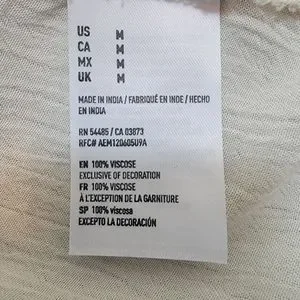 US M
CA M
MX M
UK M
MADE IN INDIA / FABRIQUÉ EN INDE / HECHO
EN INDIA
RN 54485 / CA 03873
RFC# AEM120605U9A
EN 100% VISCOSE
EXCLUSIVE OF DECORATION
FR 100% VISCOSE
À L'EXCEPTION DE LA GARNITURE
SP 100% viscosa
EXCEPTO LA DECORACIÓN